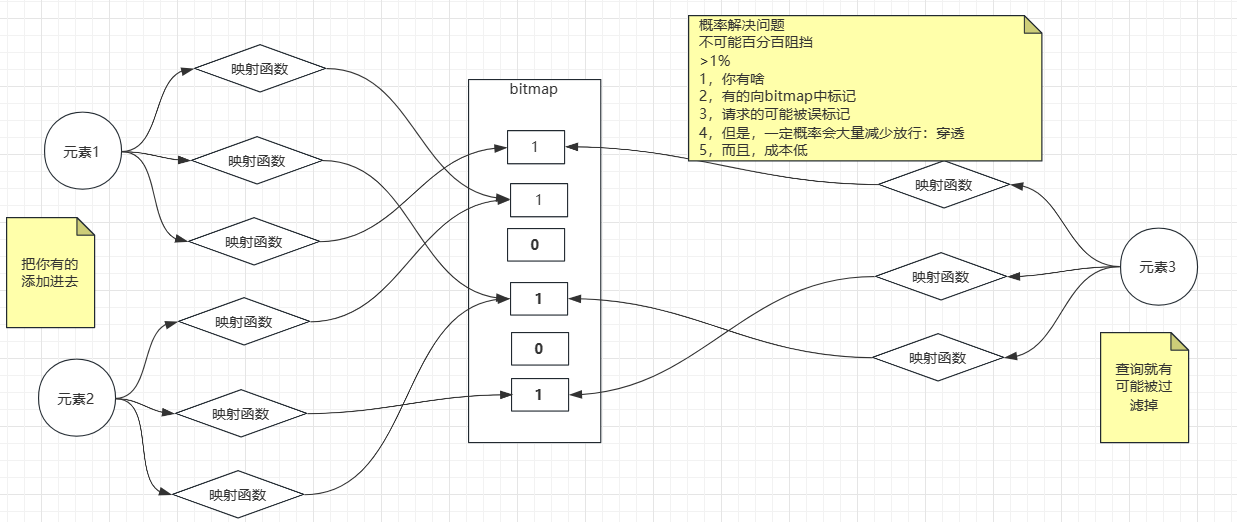 概率解决问题
不可能百分百阻挡
>1%
1，你有啥
2，有的向bitmap中标记
3，请求的可能被误标记
4，但是，一定概率会大量减少放行：穿透
5，而且，成本低
映射函数
bitmap
元素1
映射函数
1
映射函数
1
映射函数
映射函数
0
元素3
把你有的
添加进去
映射函数
1
映射函数
0
映射函数
元素2
映射函数
1
查询就有
可能被过
滤掉
映射函数